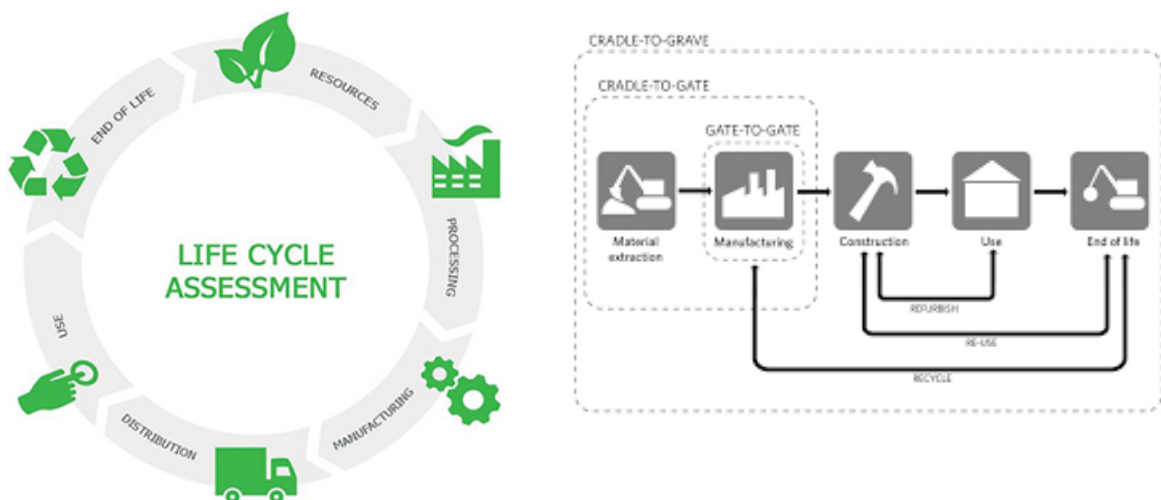 LIFE CYCLE
ASSESSMENT
RESOURCES
PROCESSING
MANUFACTURING
DISTRIBUTION
USE
END OF LIFE
CRADLE-TO-GRAVE
CRADLE-TO-GATE
GATE-TO-GATE
Material
extraction
Manufacturing
Construction
Use
End of life
REFURBISH
RE-USE
RECYCLE